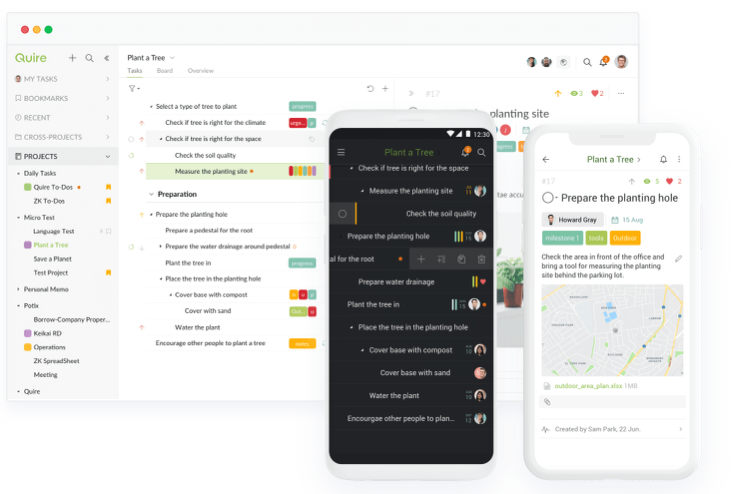 Quire
MY TASKS
BOOKMARKS
RECENT
CROSS-PROJECTS
PROJECTS
Daily Tasks
Quire To-Dos
ZK To-Dos
Micro Test
Language Test
Plant a Tree
Save a Planet
Test Project
Personal Memo
Potix
Borrow-Company Proper...
Keikai RD
Operations
ZK SpreadSheet
Meeting
Quire
Plant a Tree
Tasks Board Overview
Select a type of tree to plant progress
Check if tree is right for the climate urge...
Check if tree is right for the space
Check the soil quality
Measure the planting site
Preparation
Prepare the planting hole
Prepare a pedestal for the root
Prepare the water drainage around pedestal
Plant the tree in progress
Place the tree in the planting hole
Cover base with compost
Cover with sand Out...
Water the plant
Encourage other people to plant a tree
#17
3 2
planting site
12:30
Plant a Tree
Check if tree is right for the space
Measure the planting site
Check the soil quality
Prepare the planting hole
al for the root
Prepare water drainage
Plant the tree in
Place the tree in the planting hole
Cover base with compost
Cover base with sand
Water the plant
Encourgae other people to plan...
Plant a Tree
#17 5 2
Prepare the planting hole
Howard Gray 15 Aug
milestone 1 tools Outdoor
Check the area in front of the office and
bring a tool for measuring the planting
site behind the parking lot.
outdoor_area_plan.xlsx 1MB
Created by Sam Park, 22 Jun.